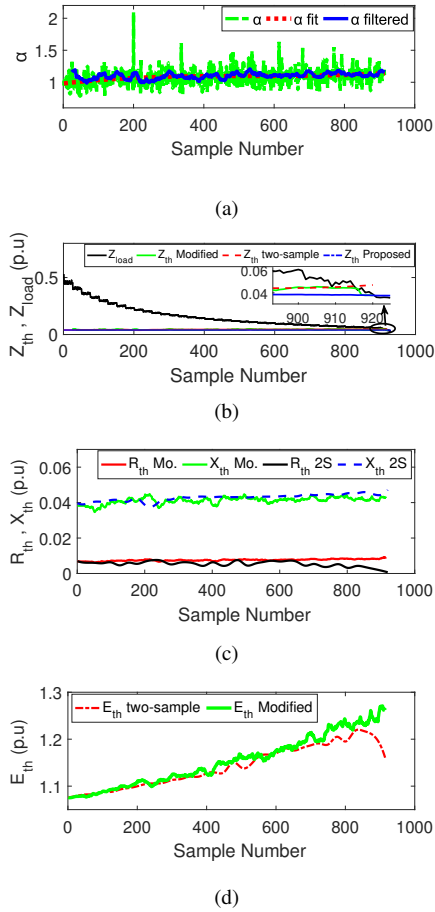 α
α fit
α filtered
2
1.5
1
α
0
200
400
600
800
1000
Sample Number
(a)
Z_load
Z_th Modified
Z_th two-sample
Z_th Proposed
0.5
0
Z_th , Z_load (p.u)
0.06
0.04
900
910
920
0
200
400
600
800
1000
Sample Number
(b)
R_th Mo.
X_th Mo.
R_th 2S
X_th 2S
0.06
0.04
0.02
0
R_th , X_th (p.u)
0
200
400
600
800
1000
Sample Number
(c)
E_th two-sample
E_th Modified
1.3
1.2
1.1
E_th (p.u)
0
200
400
600
800
1000
Sample Number
(d)